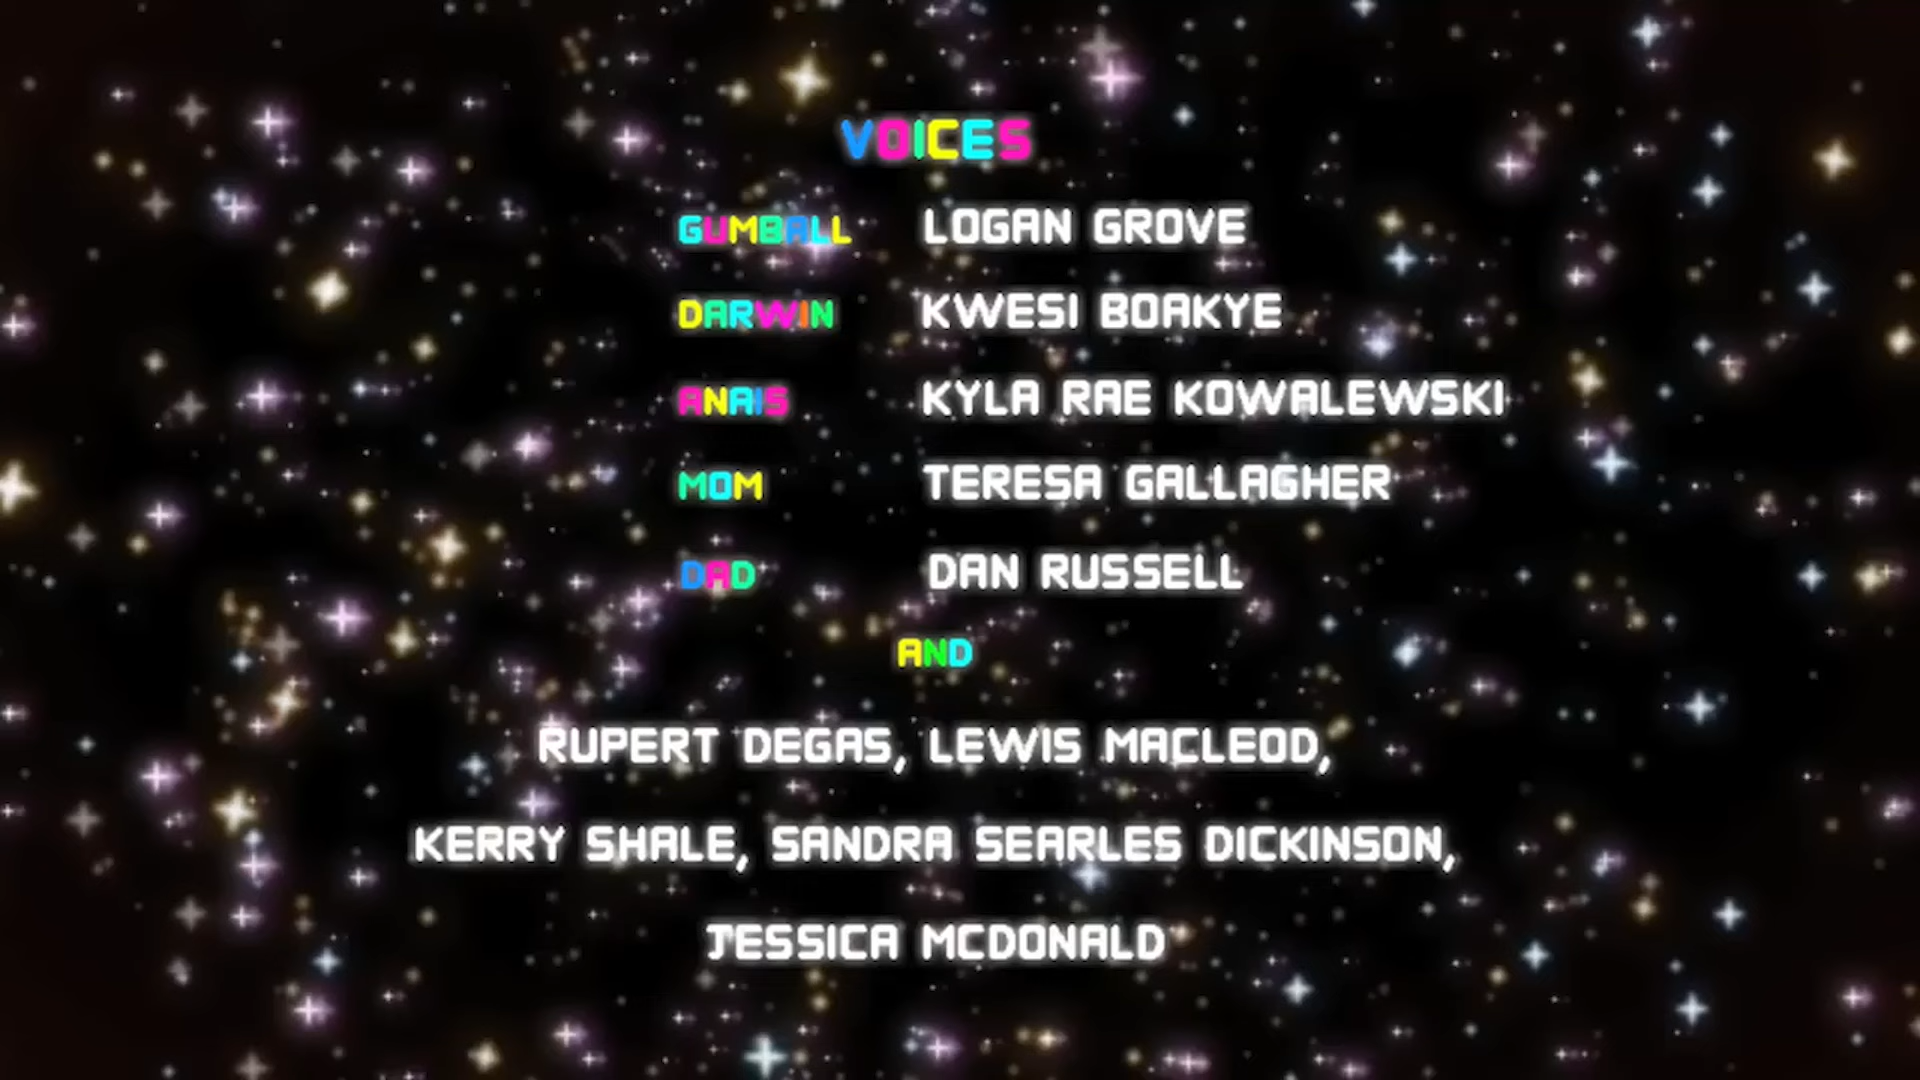 VOICES
GUMBALL LOGAN GROVE
DARWIN KWESI BOAKYE
ANAIS KYLA RAE KOWALEWSKI
MOM TERESA GALLAGHER
DAD DAN RUSSELL
AND
RUPERT DEGAS, LEWIS MACLEOD,
KERRY SHALE, SANDRA SEARLES DICKINSON,
JESSICA MCDONALD